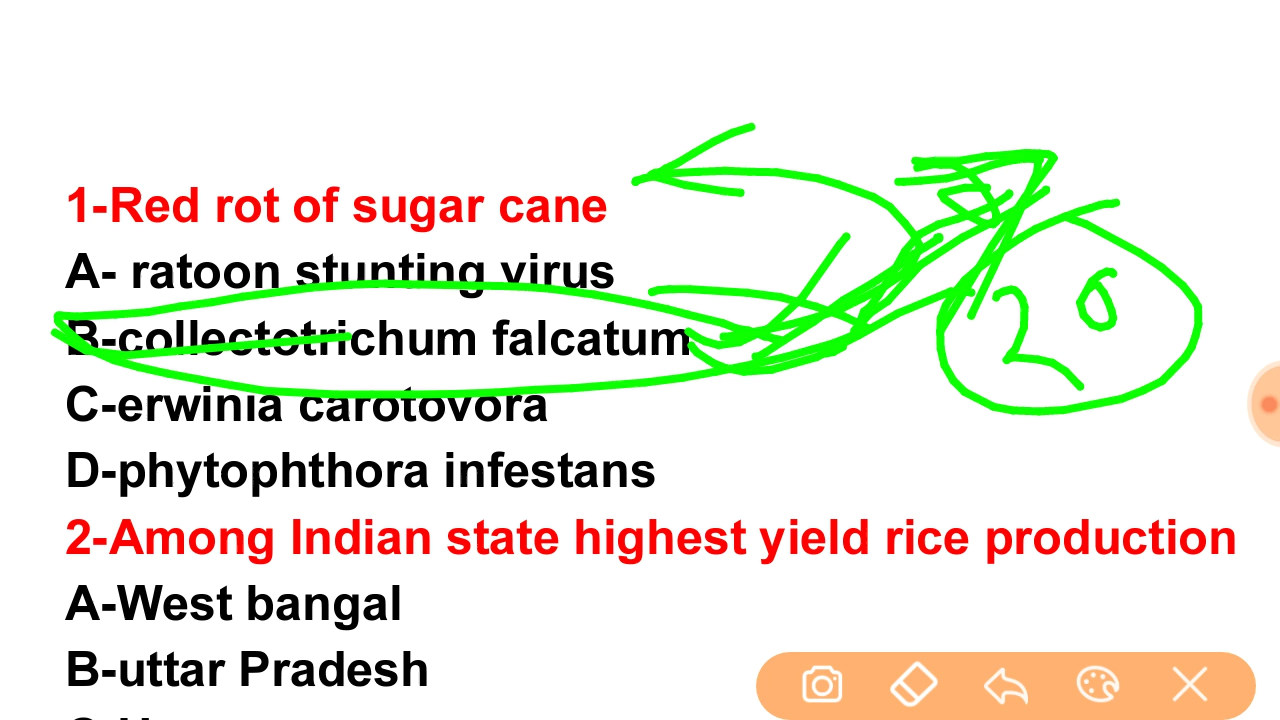 1-Red rot of sugar cane
A- ratoon stunting virus
B-collectotrichum falcatum
20
C-erwinia carotovora
D-phytophthora infestans
2-Among Indian state highest yield rice production
A-West bangal
B-uttar Pradesh